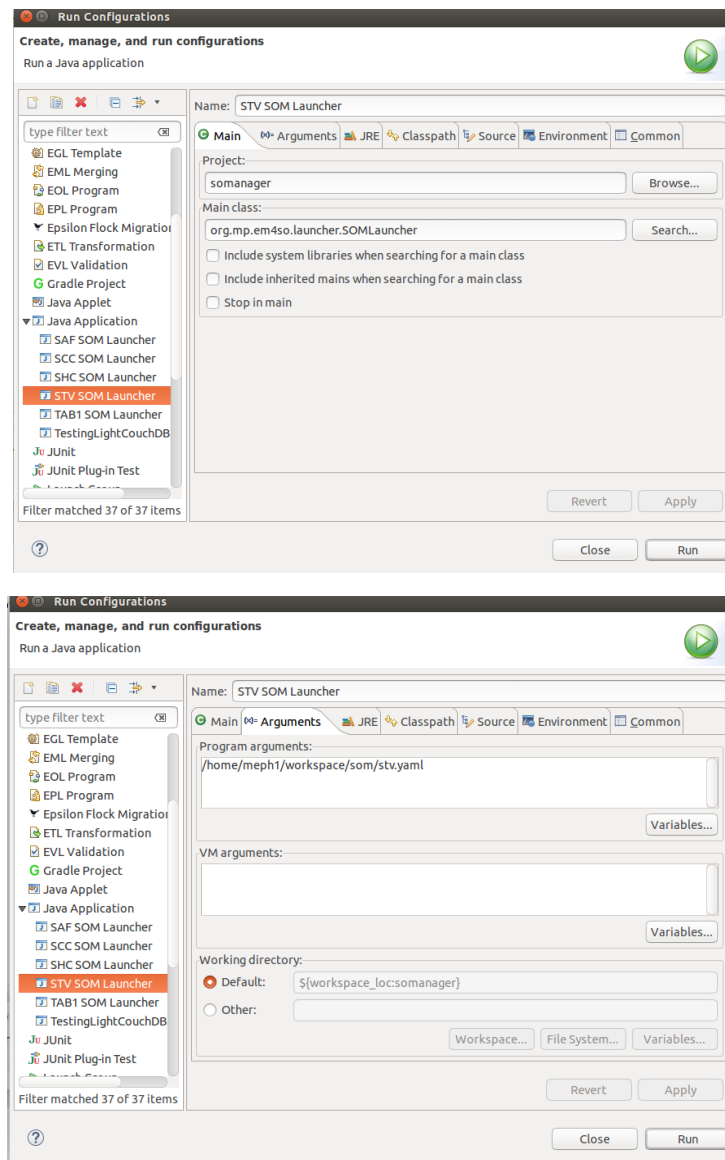 Run Configurations
Create, manage, and run configurations
Run a Java application
type filter text
EGL Template
EML Merging
EOL Program
EPL Program
Epsilon Flock Migration
ETL Transformation
EVL Validation
Gradle Project
Java Applet
Java Application
SAF SOM Launcher
SCC SOM Launcher
SHC SOM Launcher
STV SOM Launcher
TAB1 SOM Launcher
TestingLightCouchDB
JUnit
JUnit Plug-in Test
Filter matched 37 of 37 items
Name: STV SOM Launcher
Main (x)= Arguments JRE Classpath Source Environment Common
Project:
somanager Browse...
Main class:
org.mp.em4so.launcher.SOMLauncher Search...
Include system libraries when searching for a main class
Include inherited mains when searching for a main class
Stop in main
Revert Apply
Close Run
Run Configurations
Create, manage, and run configurations
Run a Java application
type filter text
EGL Template
EML Merging
EOL Program
EPL Program
Epsilon Flock Migration
ETL Transformation
EVL Validation
Gradle Project
Java Applet
Java Application
SAF SOM Launcher
SCC SOM Launcher
SHC SOM Launcher
STV SOM Launcher
TAB1 SOM Launcher
TestingLightCouchDB
JUnit
JUnit Plug-in Test
Filter matched 37 of 37 items
Name: STV SOM Launcher
Main (x)= Arguments JRE Classpath Source Environment Common
Program arguments:
/home/meph1/workspace/som/stv.yaml
Variables...
VM arguments:
Variables...
Working directory:
Default: ${workspace_loc:somanager}
Other:
Workspace... File System... Variables...
Revert Apply
Close Run